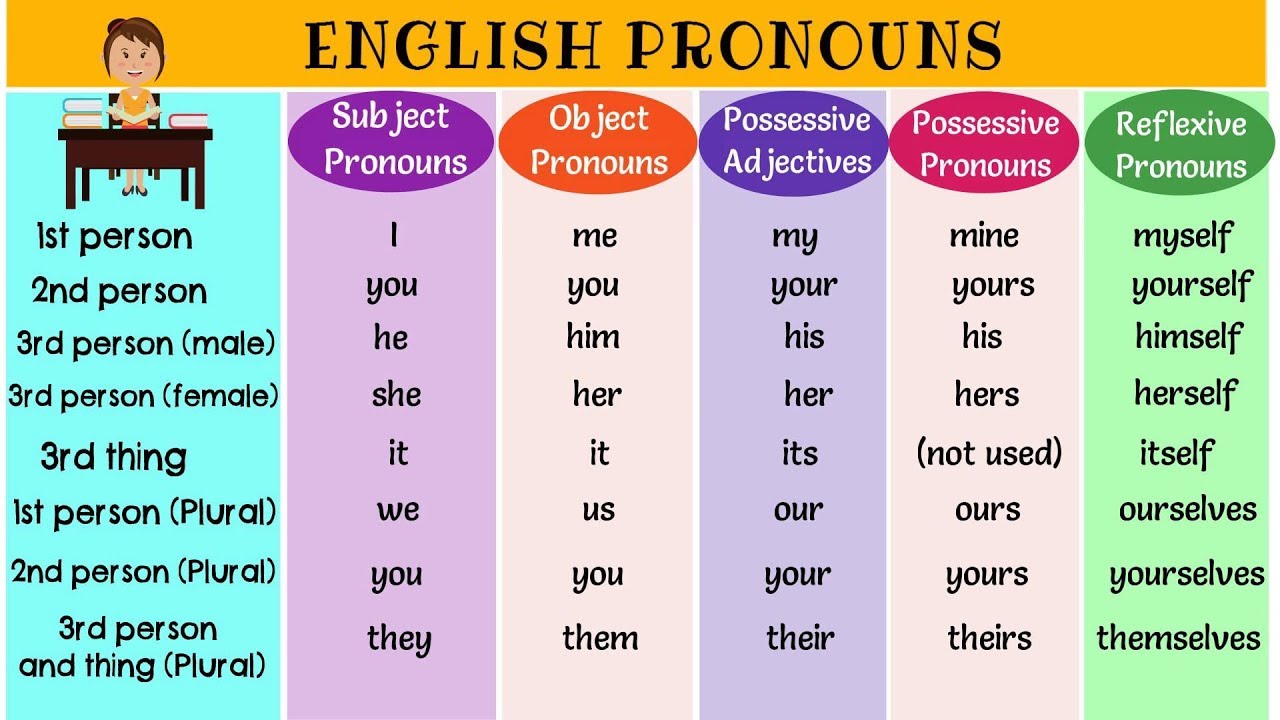 ENGLISH PRONOUNS
Subject Pronouns Object Pronouns Possessive Adjectives Possessive Pronouns Reflexive Pronouns
1st person I me my mine myself
2nd person you you your yours yourself
3rd person (male) he him his his himself
3rd person (female) she her her hers herself
3rd thing it it its (not used) itself
1st person (Plural) we us our ours ourselves
2nd person (Plural) you you your yours yourselves
3rd person and thing (Plural) they them their theirs themselves